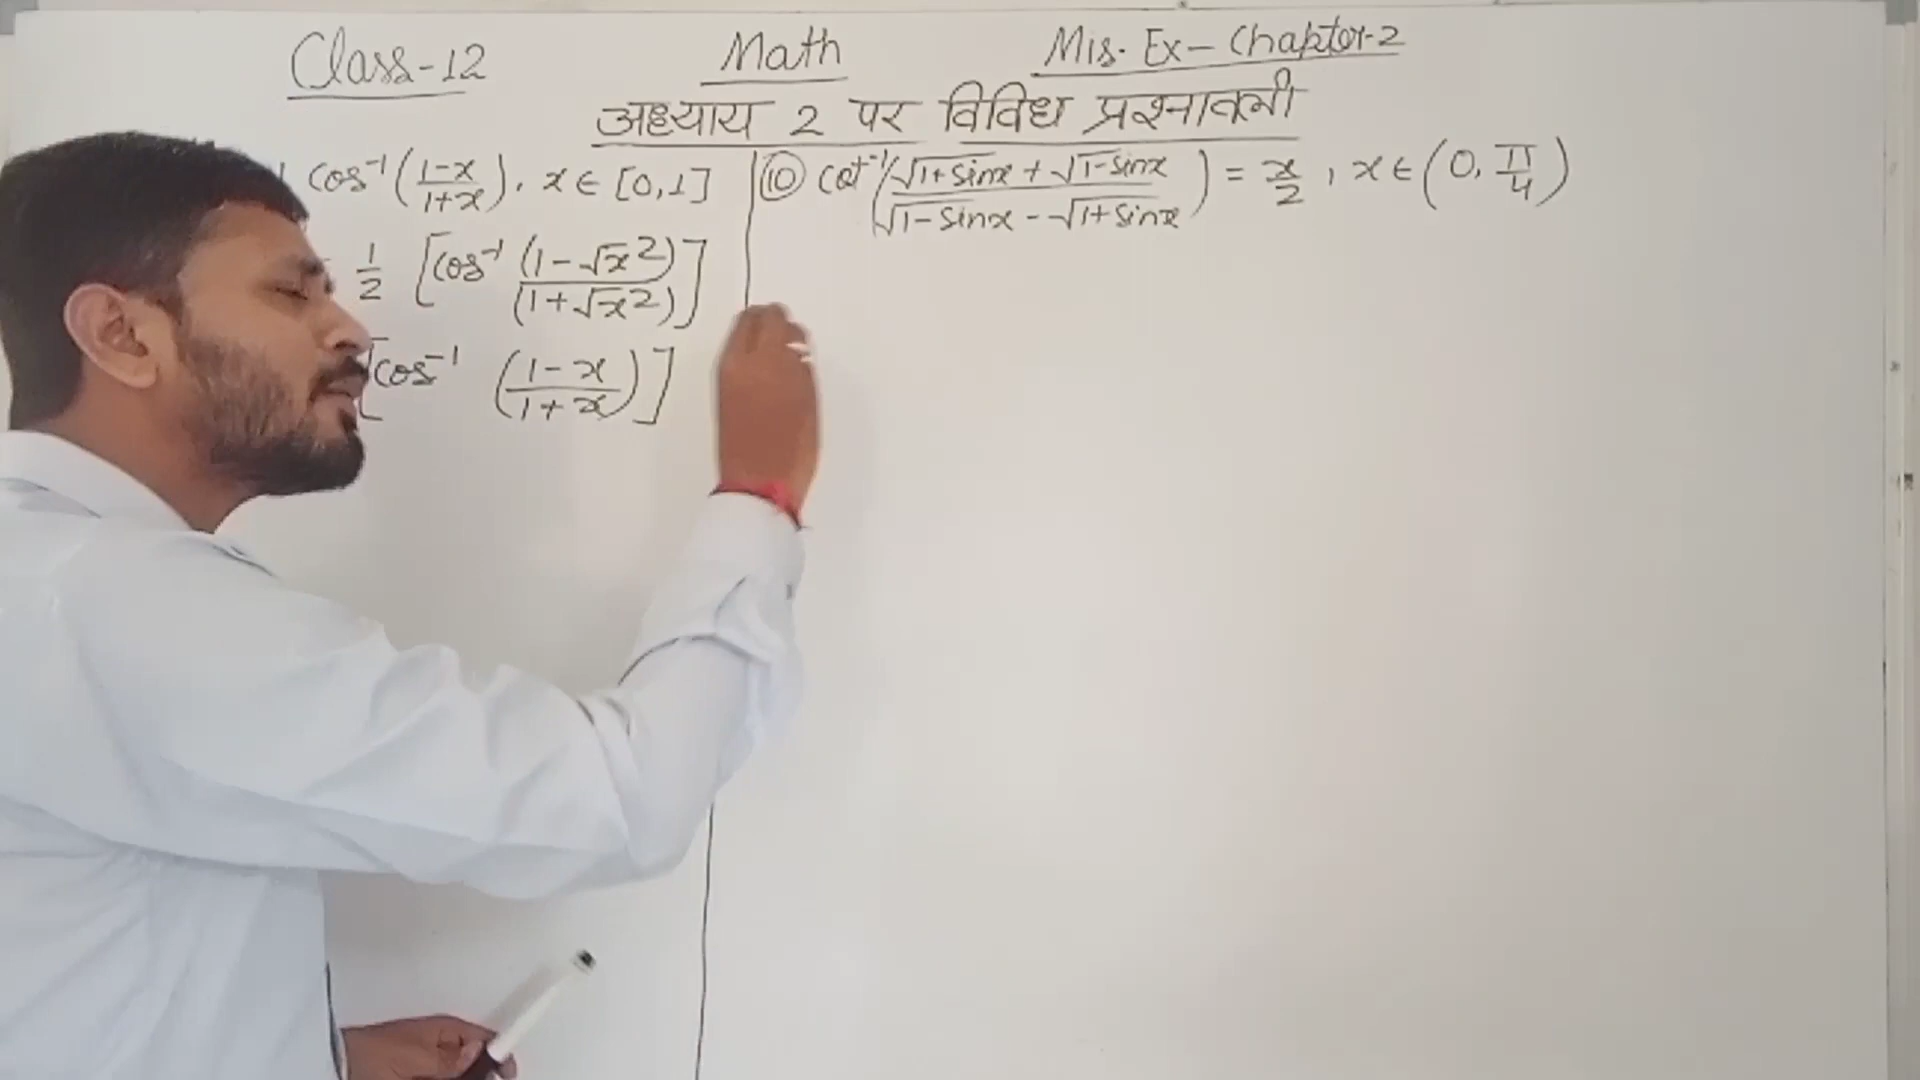 Class-12
Math
Mis. Ex - Chapter-2
अध्याय 2 पर विविध प्रश्नावली
cos⁻¹ (1-x / 1+x), x ∈ [0,1]
1/2 [cos⁻¹ (1-√x²) / (1+√x²)]
[cos⁻¹ (1-x / 1+x)]
⑩ cot⁻¹ (√1+sinx + √1-sinx / √1-sinx - √1+sinx) = x/2, x ∈ (0, π/4)